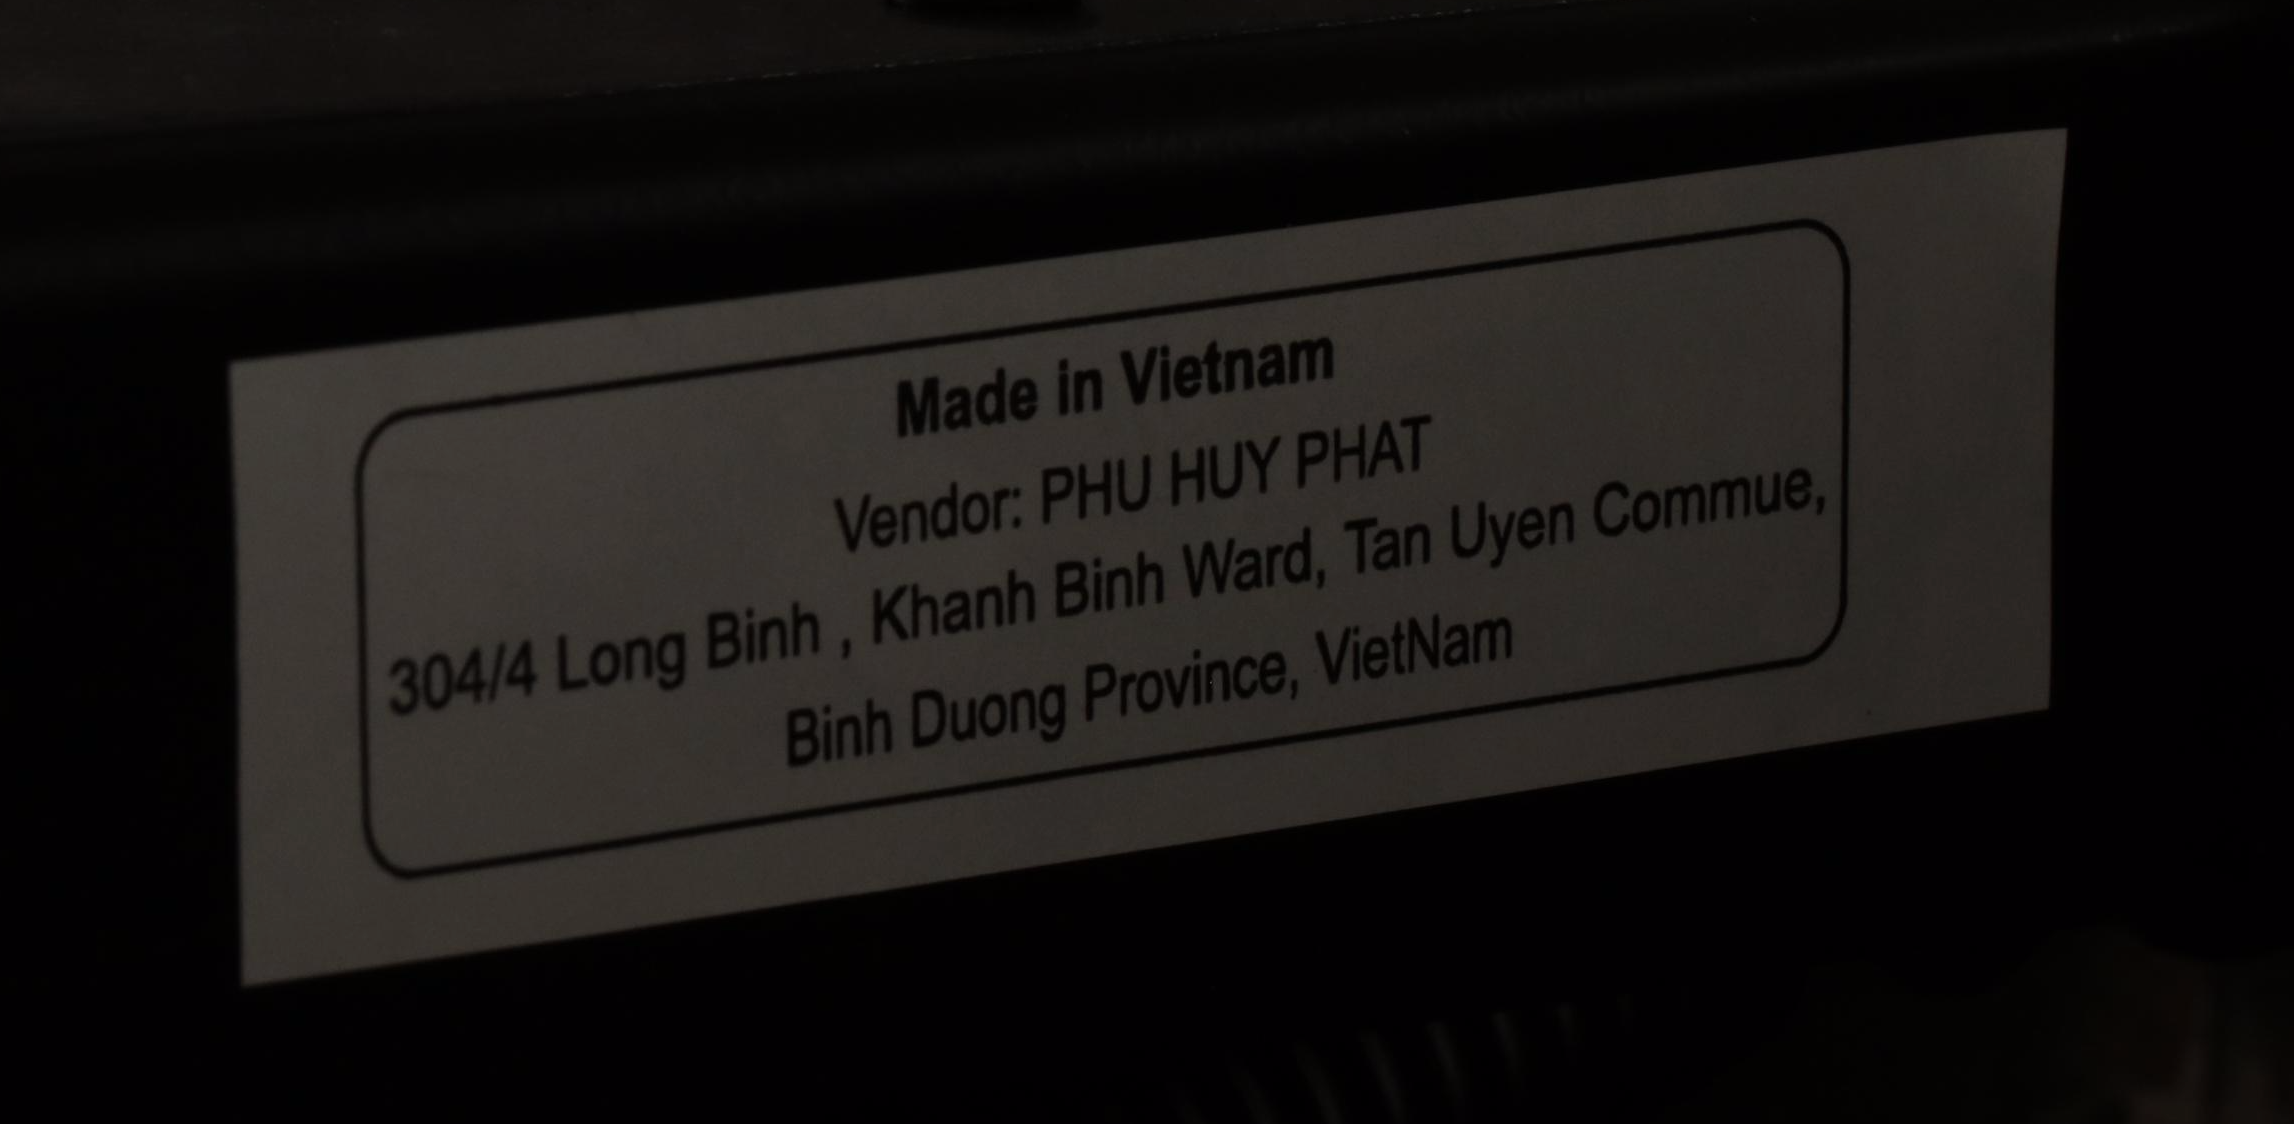 Made in Vietnam
Vendor: PHU HUY PHAT
304/4 Long Binh , Khanh Binh Ward, Tan Uyen Commue,
Binh Duong Province, VietNam